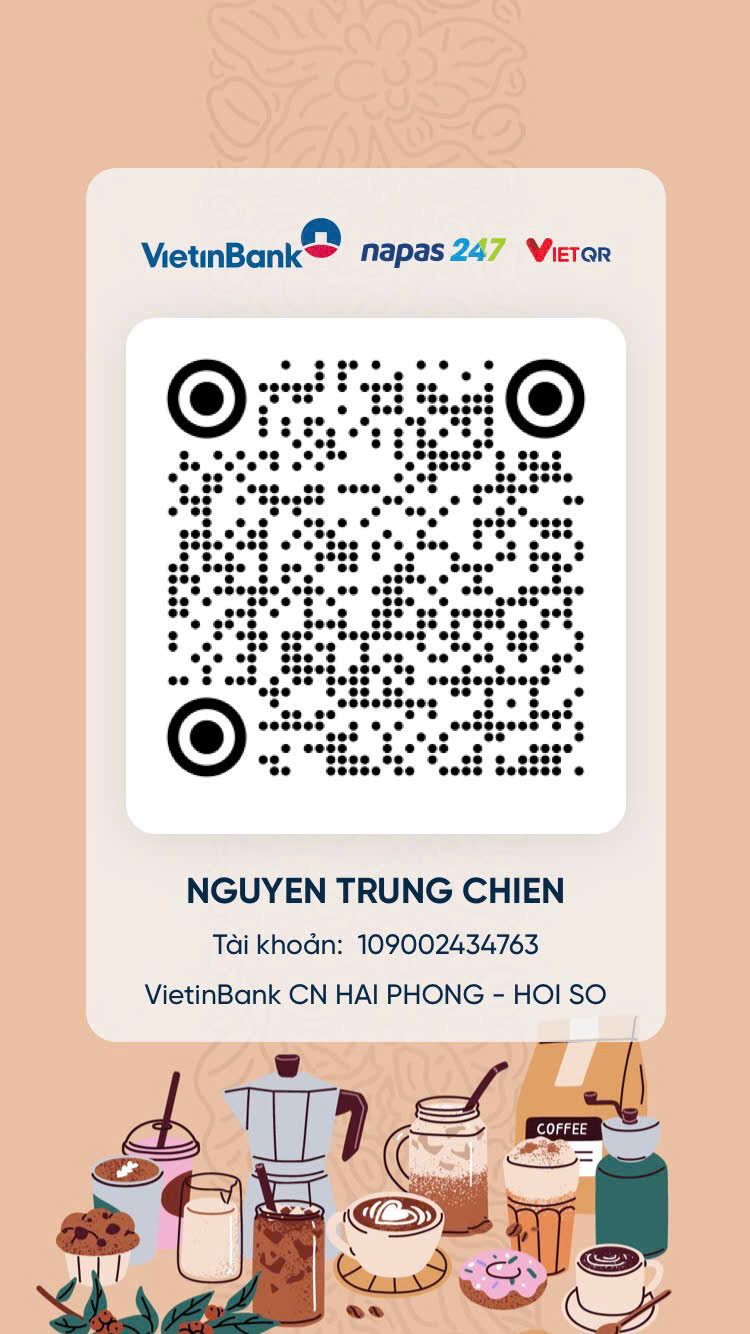 VietinBank napas 247 VIETQR
NGUYEN TRUNG CHIEN
Tài khoản: 109002434763
VietinBank CN HAI PHONG - HOI SO
COFFEE